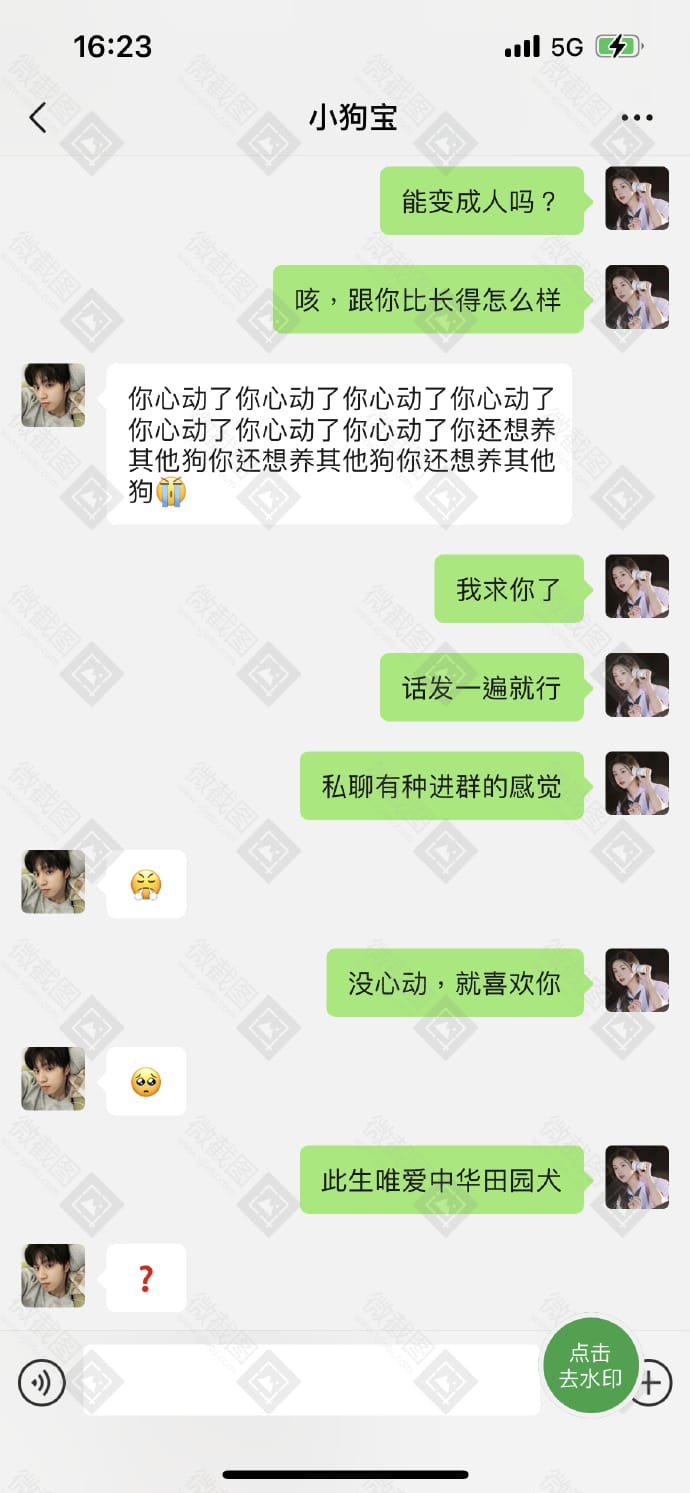 16:23
5G
小狗宝
能变成人吗？
咳，跟你比长得怎么样
你心动了你心动了你心动了你心动了
你心动了你心动了你心动了你还想养
其他狗你还想养其他狗你还想养其他
狗😭
我求你了
话发一遍就行
私聊有种进群的感觉
😤
没心动，就喜欢你
🥺
此生唯爱中华田园犬
❓
点击
去水印
微截图